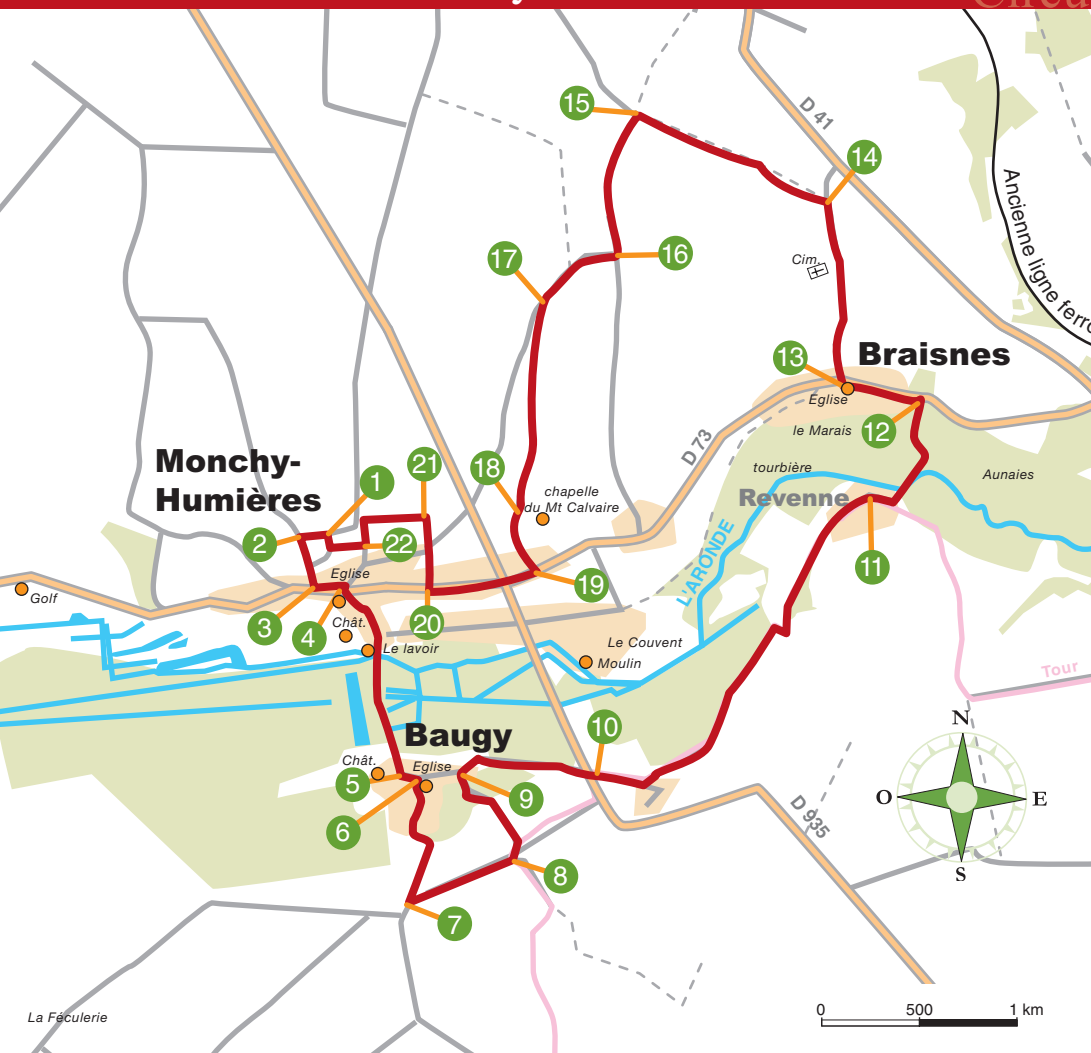 D 41
15
14
Ancienne ligne ferro
17
16
Cim.
13
Braisnes
Eglise
le Marais
12
D 73
tourbière
Aunaies
Revenne
Monchy-
Humières
1
21
18
chapelle
du Mt Calvaire
2
22
L'ARONDE
11
Eglise
19
Golf
3
4
Chât.
20
Le lavoir
Le Couvent
Moulin
Tour
10
Baugy
Chât.
Eglise
5
9
6
8
7
D 935
N
O
E
S
La Féculerie
0
500
1 km